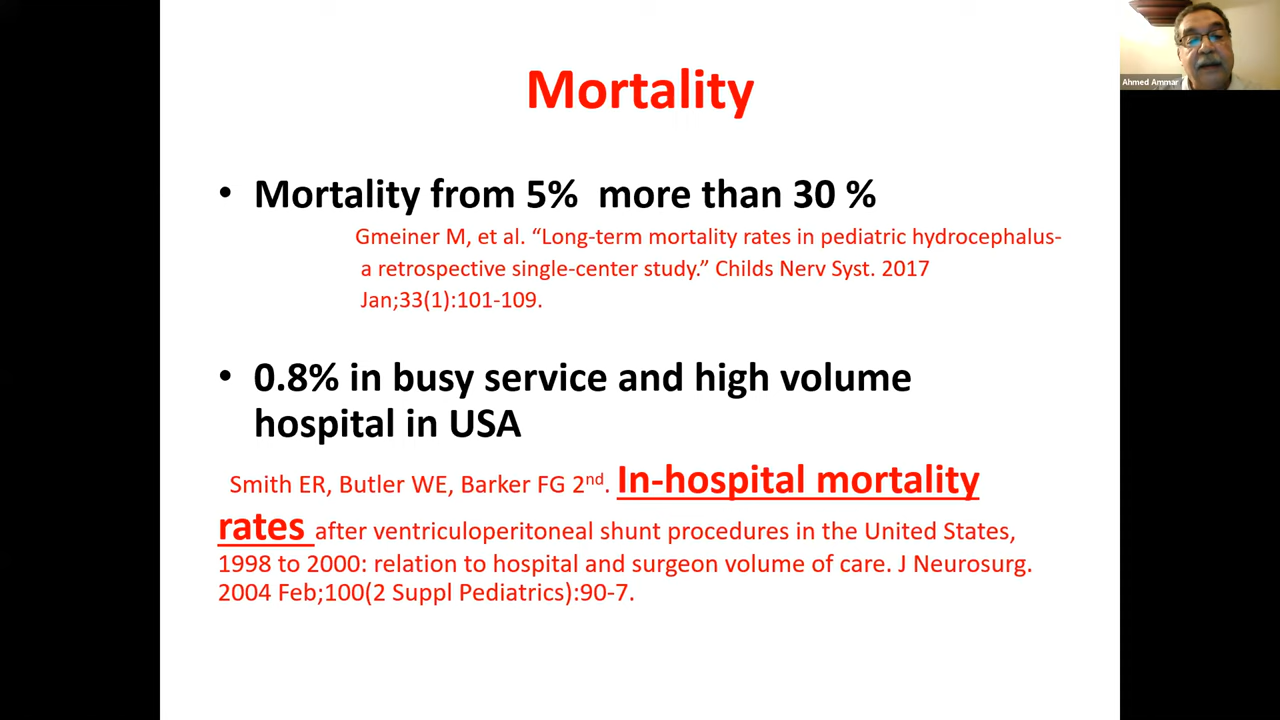 Mortality
Ahmed Ammar
• Mortality from 5%  more than 30 %
Gmeiner M, et al. “Long-term mortality rates in pediatric hydrocephalus-
a retrospective single-center study.” Childs Nerv Syst. 2017
Jan;33(1):101-109.
• 0.8% in busy service and high volume
hospital in USA
Smith ER, Butler WE, Barker FG 2nd. In-hospital mortality
rates after ventriculoperitoneal shunt procedures in the United States,
1998 to 2000: relation to hospital and surgeon volume of care. J Neurosurg.
2004 Feb;100(2 Suppl Pediatrics):90-7.